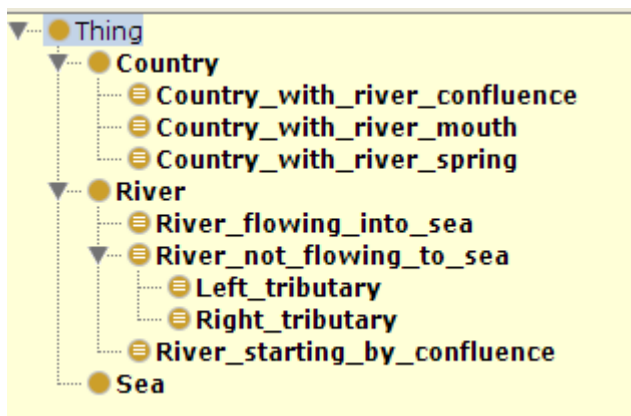 Thing
Country
Country_with_river_confluence
Country_with_river_mouth
Country_with_river_spring
River
River_flowing_into_sea
River_not_flowing_to_sea
Left_tributary
Right_tributary
River_starting_by_confluence
Sea